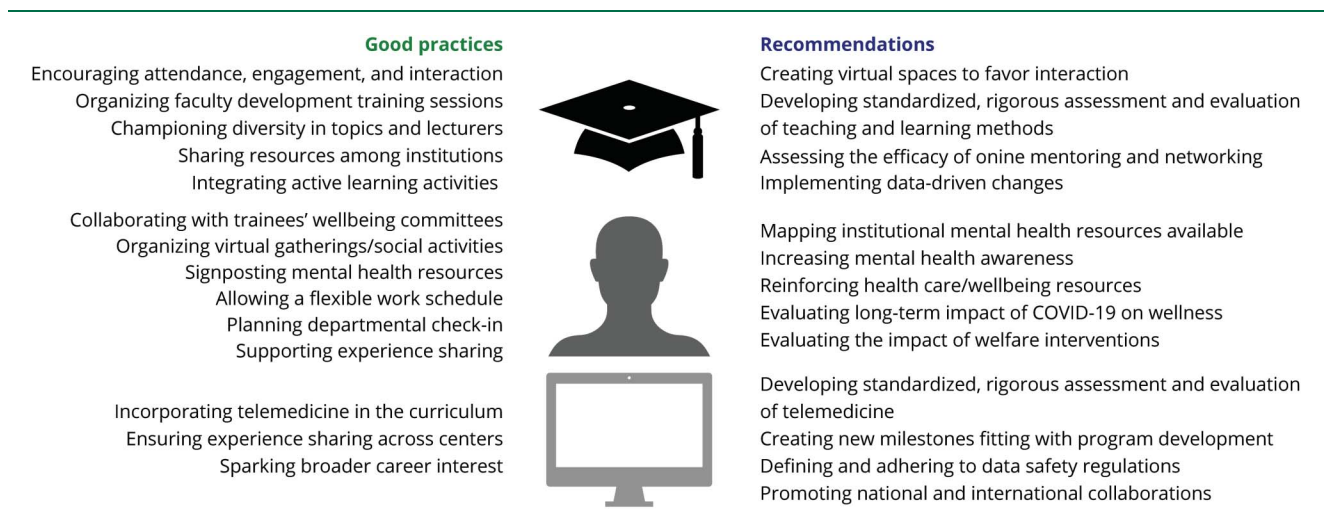 Good practices
Encouraging attendance, engagement, and interaction
Organizing faculty development training sessions
Championing diversity in topics and lecturers
Sharing resources among institutions
Integrating active learning activities
Collaborating with trainees’ wellbeing committees
Organizing virtual gatherings/social activities
Signposting mental health resources
Allowing a flexible work schedule
Planning departmental check-in
Supporting experience sharing
Incorporating telemedicine in the curriculum
Ensuring experience sharing across centers
Sparking broader career interest
Recommendations
Creating virtual spaces to favor interaction
Developing standardized, rigorous assessment and evaluation
of teaching and learning methods
Assessing the efficacy of onine mentoring and networking
Implementing data-driven changes
Mapping institutional mental health resources available
Increasing mental health awareness
Reinforcing health care/wellbeing resources
Evaluating long-term impact of COVID-19 on wellness
Evaluating the impact of welfare interventions
Developing standardized, rigorous assessment and evaluation
of telemedicine
Creating new milestones fitting with program development
Defining and adhering to data safety regulations
Promoting national and international collaborations